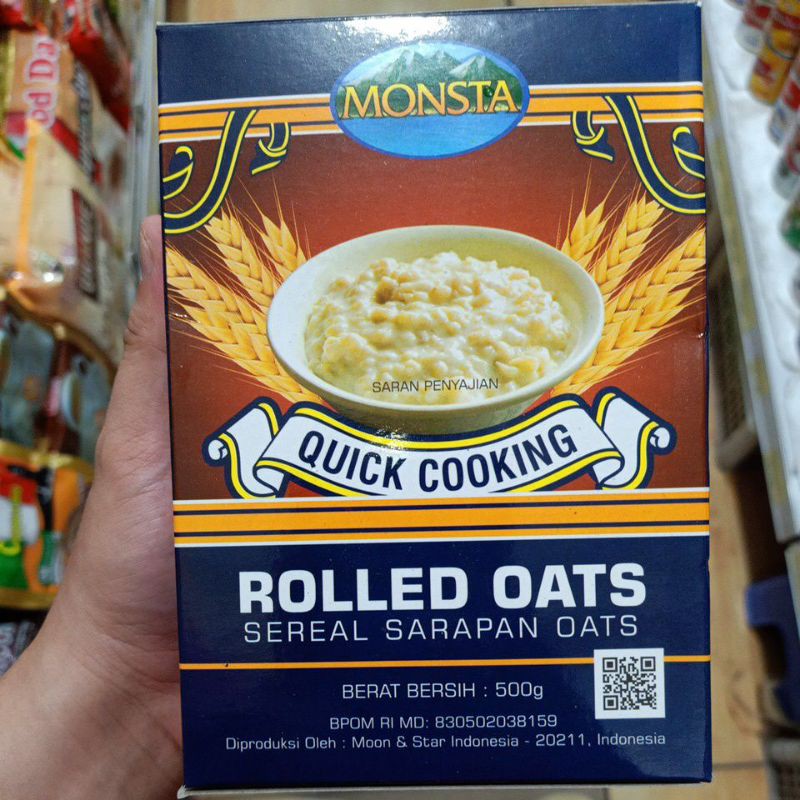 MONSTA
SARAN PENYAJIAN
QUICK COOKING
ROLLED OATS
SEREAL SARAPAN OATS
BERAT BERSIH : 500g
BPOM RI MD: 830502038159
Diproduksi Oleh : Moon & Star Indonesia - 20211, Indonesia